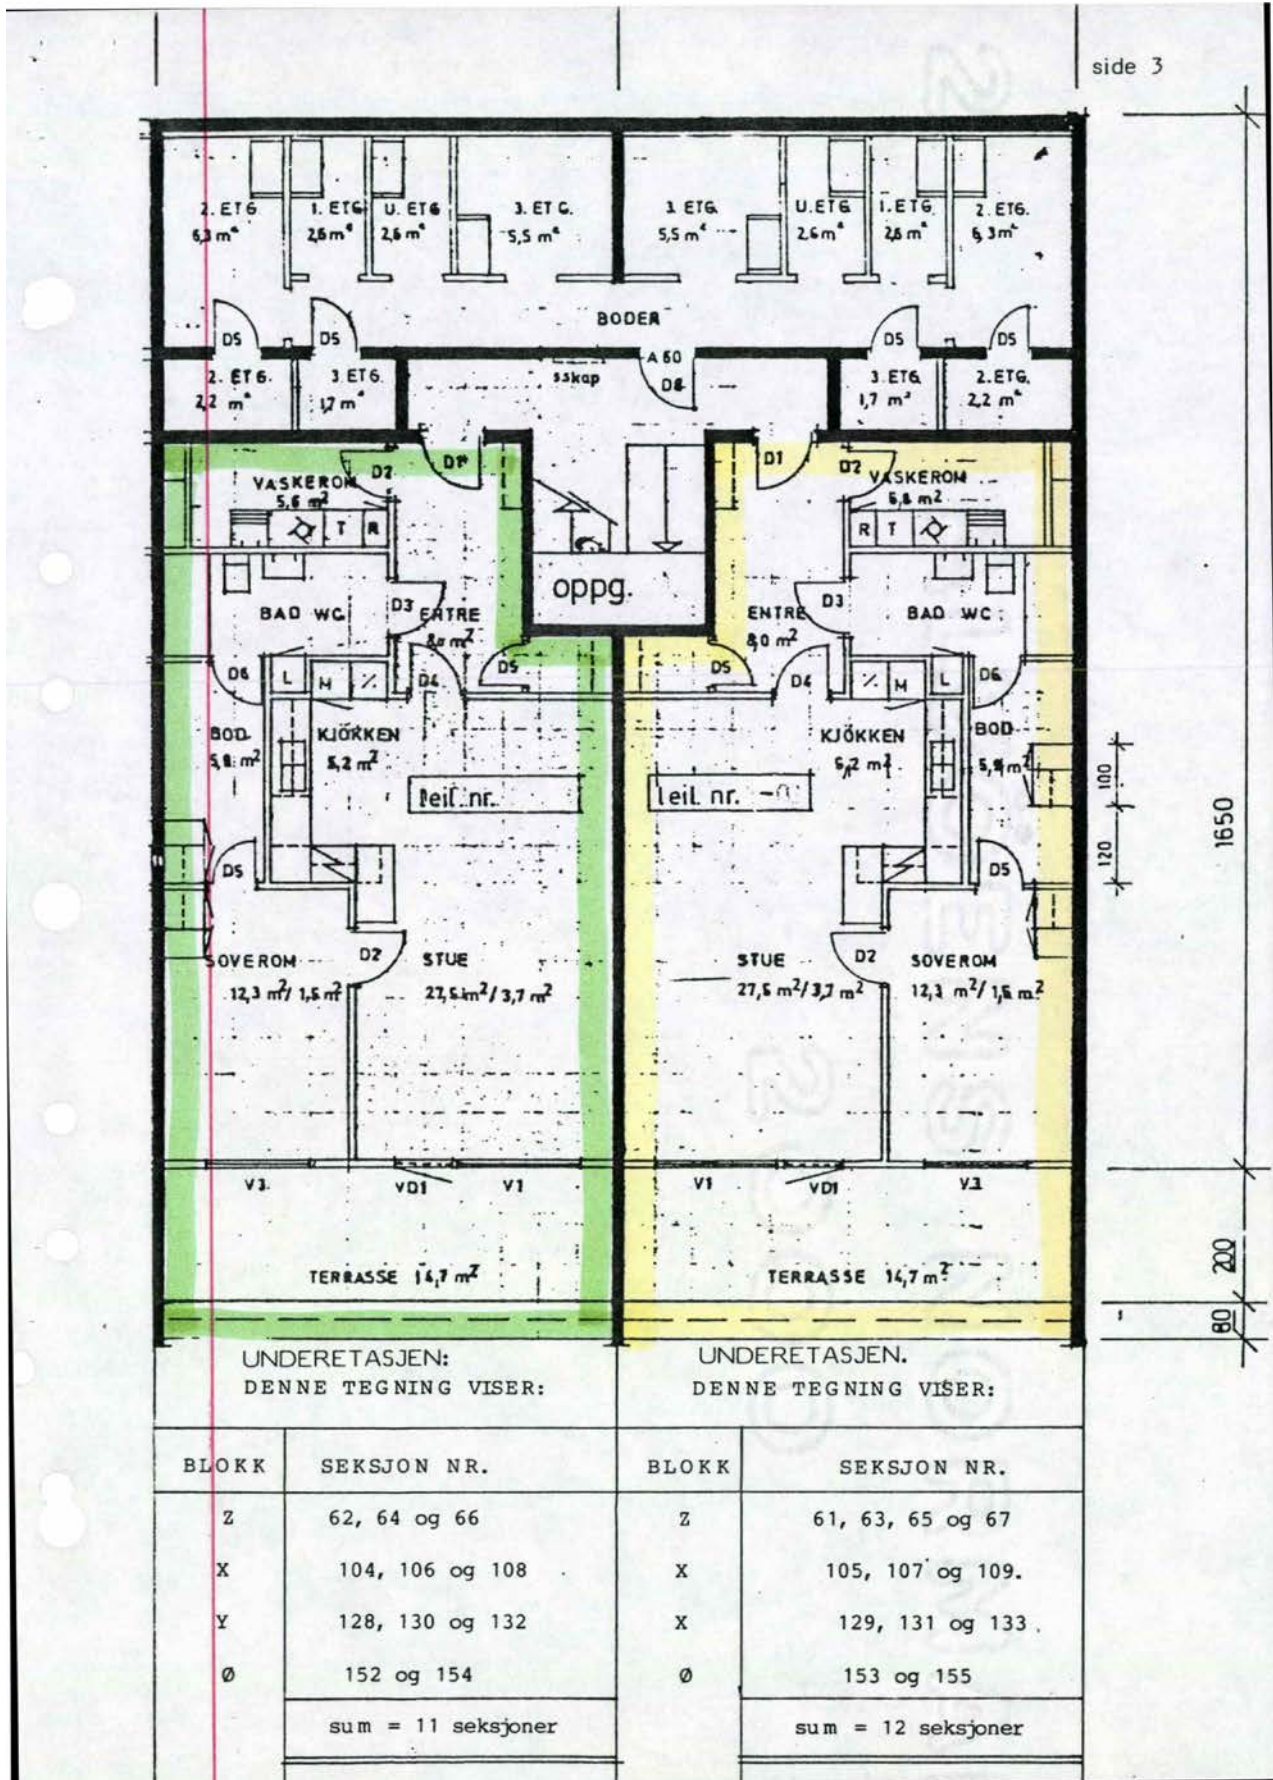 side 3
2. ETG. 1. ETG. U. ETG 3. ET G. 3. ETG. U.ETG 1. ETG. 2. ETG.
6,3 m² 2,6 m² 2,6 m² 5,5 m² 5,5 m² 2,6 m² 2,6 m² 6,3 m²
BODER
D5 D5 D5 D5
A 60
2. ETG. 3. ETG. sskap D8 3. ETG. 2. ETG.
2,2 m² 1,7 m² 1,7 m² 2,2 m²
D2 D1 D1 D2
VASKEROM VASKEROM
5,6 m²
T R R T
oppg.
BAD WC D3 ENTRE ENTRE D3 BAD WC
8,0 m² 8,0 m²
D6 L M ٪ D4 D5 D5 D4 ٪ M L D6
BOD KJÖKKEN KJÖKKEN BOD
5,2 m² 5,2 m²
leil. nr. leil. nr.
100
120
1650
D5 D5
SOVEROM D2 STUE STUE D2 SOVEROM
12,3 m²/ 1,5 m² 27,5 m²/ 3,7 m² 27,5 m²/3,7 m² 12,3 m²/ 1,5 m²
V3 VD1 V1 V1 VD1 V3
TERRASSE 14,7 m² TERRASSE 14,7 m²
200
80
UNDERETASJEN: UNDERETASJEN.
DENNE TEGNING VISER: DENNE TEGNING VISER:
BLOKK SEKSJON NR. BLOKK SEKSJON NR.
Z 62, 64 og 66 Z 61, 63, 65 og 67
X 104, 106 og 108 X 105, 107 og 109.
Y 128, 130 og 132 X 129, 131 og 133.
Ø 152 og 154 Ø 153 og 155
sum = 11 seksjoner sum = 12 seksjoner